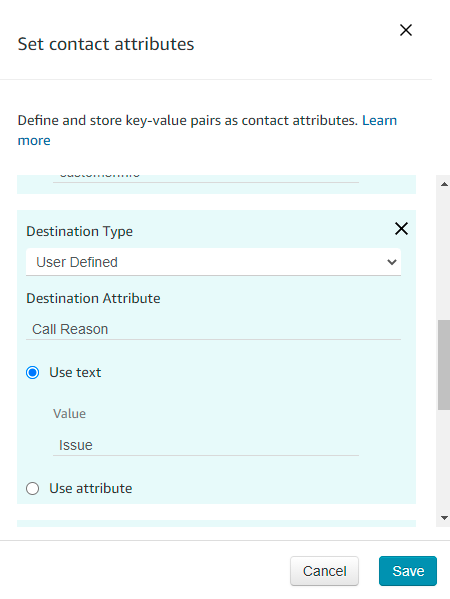 Set contact attributes
Define and store key-value pairs as contact attributes. Learn
more
Destination Type
User Defined
Destination Attribute
Call Reason
Use text
Value
Issue
Use attribute
Cancel
Save